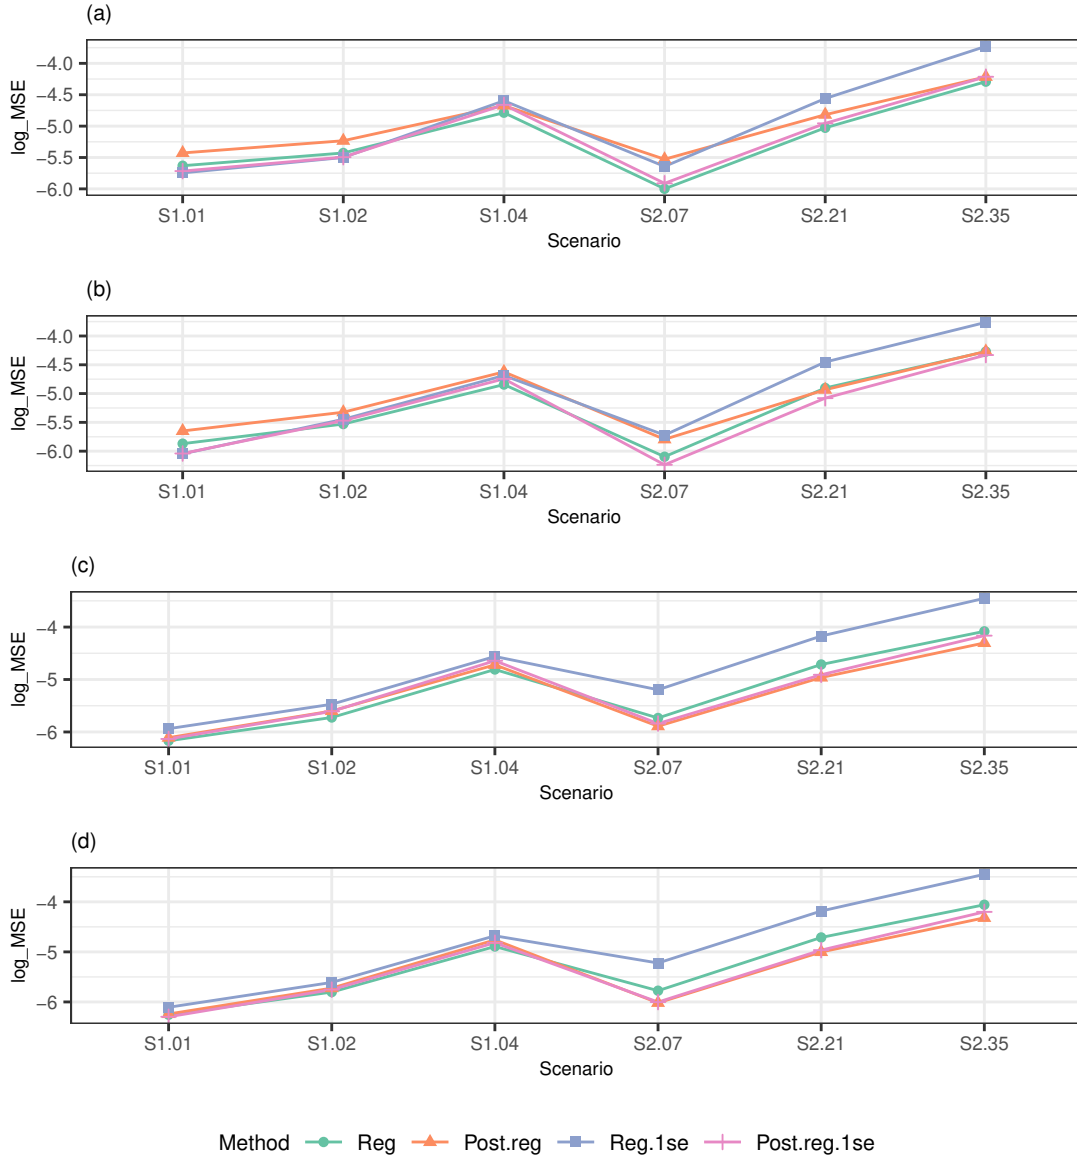 (a)
log_MSE
−4.0
−4.5
−5.0
−5.5
−6.0
S1.01 S1.02 S1.04 S2.07 S2.21 S2.35
Scenario
(b)
log_MSE
−4.0
−4.5
−5.0
−5.5
−6.0
S1.01 S1.02 S1.04 S2.07 S2.21 S2.35
Scenario
(c)
log_MSE
−4
−5
−6
S1.01 S1.02 S1.04 S2.07 S2.21 S2.35
Scenario
(d)
log_MSE
−4
−5
−6
S1.01 S1.02 S1.04 S2.07 S2.21 S2.35
Scenario
Method Reg Post.reg Reg.1se Post.reg.1se